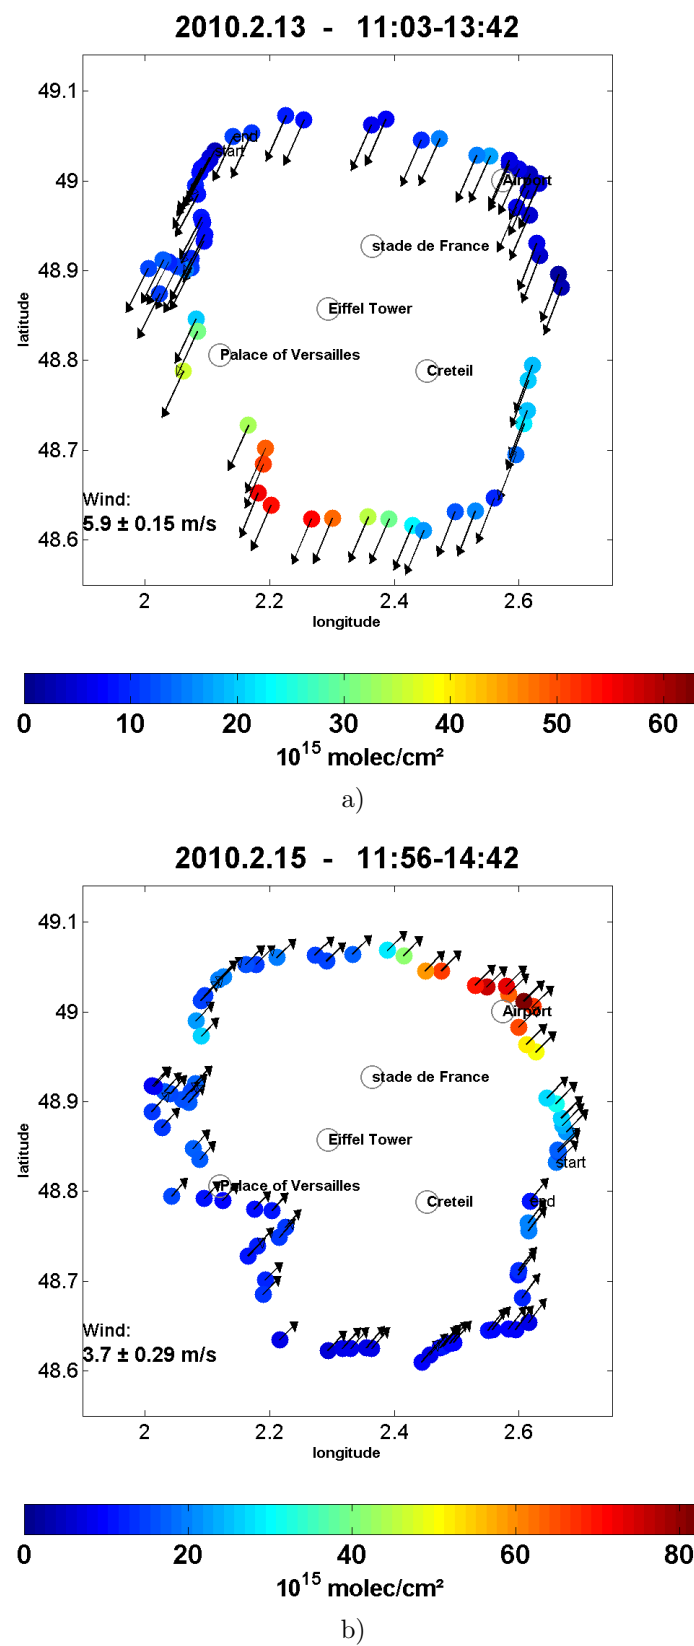 2010.2.13 - 11:03-13:42
49.1
end
start
49
Airport
stade de France
48.9
latitude
Eiffel Tower
Palace of Versailles
48.8
Creteil
48.7
Wind:
5.9 ± 0.15 m/s
48.6
2 2.2 2.4 2.6
longitude
0 10 20 30 40 50 60
10¹⁵ molec/cm²
a)
2010.2.15 - 11:56-14:42
49.1
49
Airport
stade de France
48.9
latitude
Eiffel Tower
start
Palace of Versailles
48.8
Creteil
end
48.7
Wind:
3.7 ± 0.29 m/s
48.6
2 2.2 2.4 2.6
longitude
0 20 40 60 80
10¹⁵ molec/cm²
b)